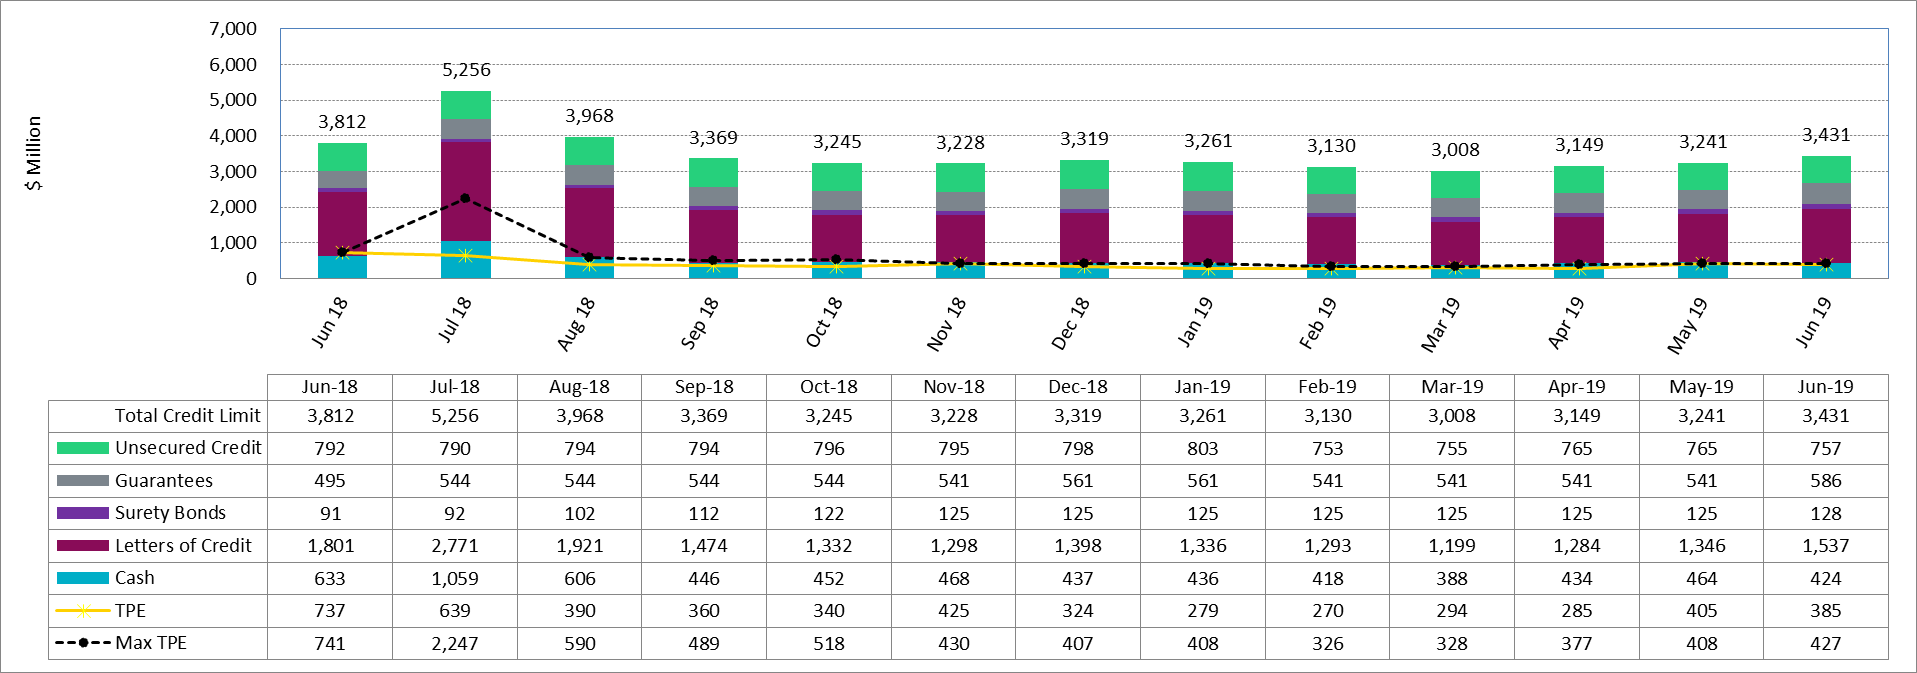 $ Million
7,000
6,000
5,000
4,000
3,000
2,000
1,000
0
3,812 5,256 3,968 3,369 3,245 3,228 3,319 3,261 3,130 3,008 3,149 3,241 3,431
Jun 18 Jul 18 Aug 18 Sep 18 Oct 18 Nov 18 Dec 18 Jan 19 Feb 19 Mar 19 Apr 19 May 19 Jun 19
Jun-18 Jul-18 Aug-18 Sep-18 Oct-18 Nov-18 Dec-18 Jan-19 Feb-19 Mar-19 Apr-19 May-19 Jun-19
Total Credit Limit 3,812 5,256 3,968 3,369 3,245 3,228 3,319 3,261 3,130 3,008 3,149 3,241 3,431
Unsecured Credit 792 790 794 794 796 795 798 803 753 755 765 765 757
Guarantees 495 544 544 544 544 541 561 561 541 541 541 541 586
Surety Bonds 91 92 102 112 122 125 125 125 125 125 125 125 128
Letters of Credit 1,801 2,771 1,921 1,474 1,332 1,298 1,398 1,336 1,293 1,199 1,284 1,346 1,537
Cash 633 1,059 606 446 452 468 437 436 418 388 434 464 424
TPE 737 639 390 360 340 425 324 279 270 294 285 405 385
Max TPE 741 2,247 590 489 518 430 407 408 326 328 377 408 427